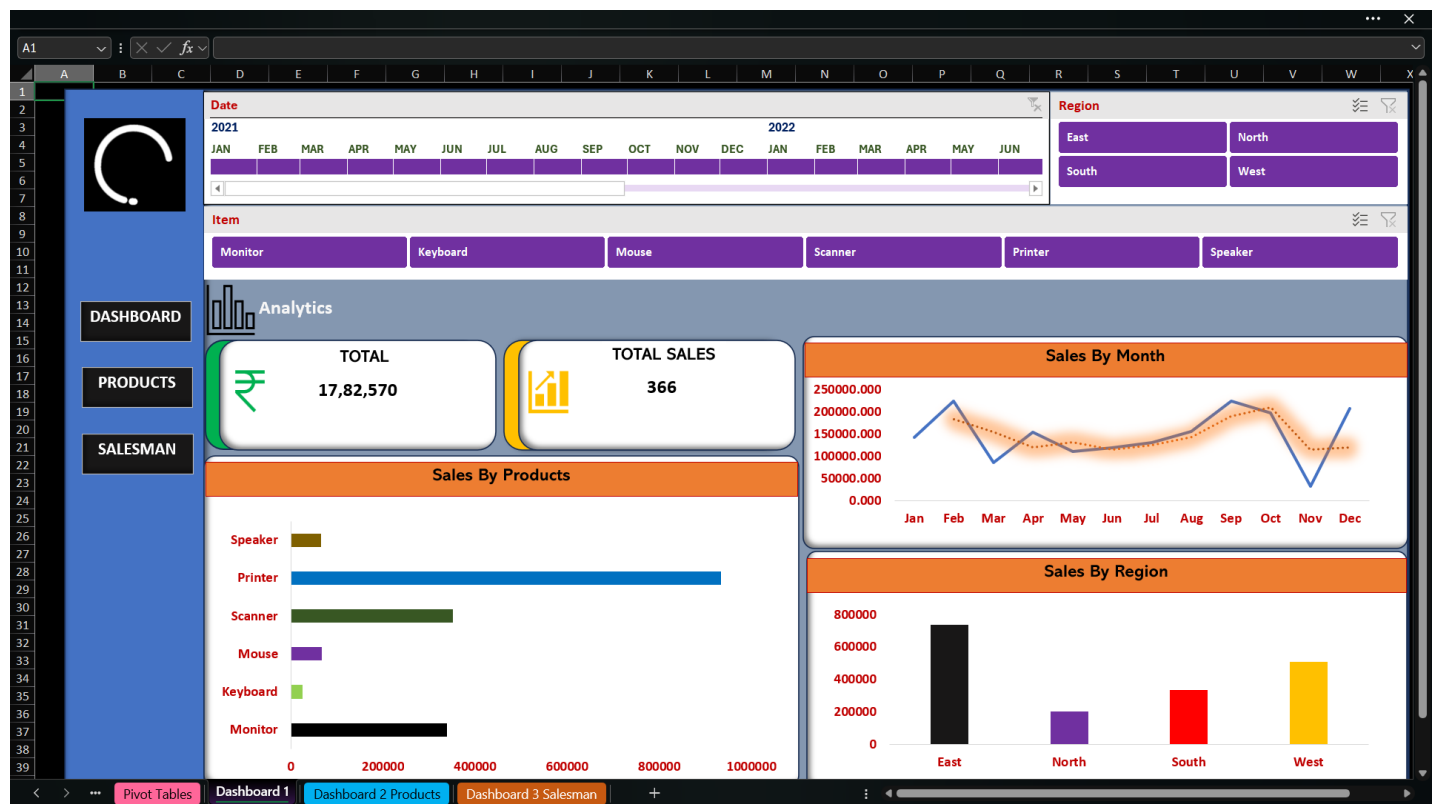 A1
fx
A B C D E F G H I J K L M N O P Q R S T U V W X
1
2
3
4
5
6
7
8
9
10
11
12
13
14
15
16
17
18
19
20
21
22
23
24
25
26
27
28
29
30
31
32
33
34
35
36
37
38
39
DASHBOARD
PRODUCTS
SALESMAN
Date
2021 2022
JAN FEB MAR APR MAY JUN JUL AUG SEP OCT NOV DEC JAN FEB MAR APR MAY JUN
Region
East North
South West
Item
Monitor Keyboard Mouse Scanner Printer Speaker
Analytics
TOTAL
₹ 17,82,570
TOTAL SALES
366
Sales By Month
250000.000
200000.000
150000.000
100000.000
50000.000
0.000
Jan Feb Mar Apr May Jun Jul Aug Sep Oct Nov Dec
Sales By Products
Speaker
Printer
Scanner
Mouse
Keyboard
Monitor
0 200000 400000 600000 800000 1000000
Sales By Region
800000
600000
400000
200000
0
East North South West
Pivot Tables Dashboard 1 Dashboard 2 Products Dashboard 3 Salesman